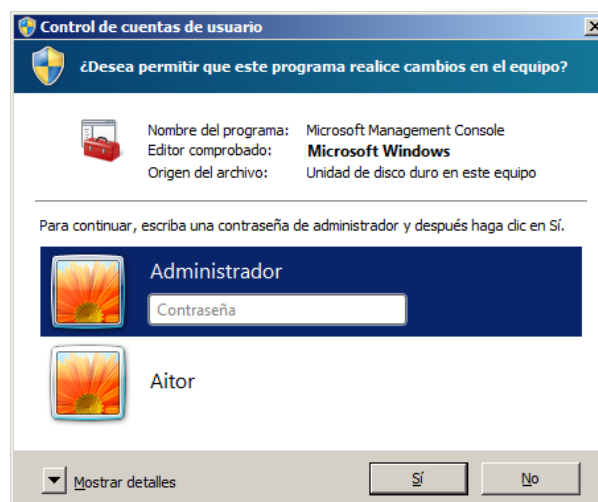 Control de cuentas de usuario
¿Desea permitir que este programa realice cambios en el equipo?
Nombre del programa: Microsoft Management Console
Editor comprobado: Microsoft Windows
Origen del archivo: Unidad de disco duro en este equipo
Para continuar, escriba una contraseña de administrador y después haga clic en Sí.
Administrador
Contraseña
Aitor
Mostrar detalles Sí No